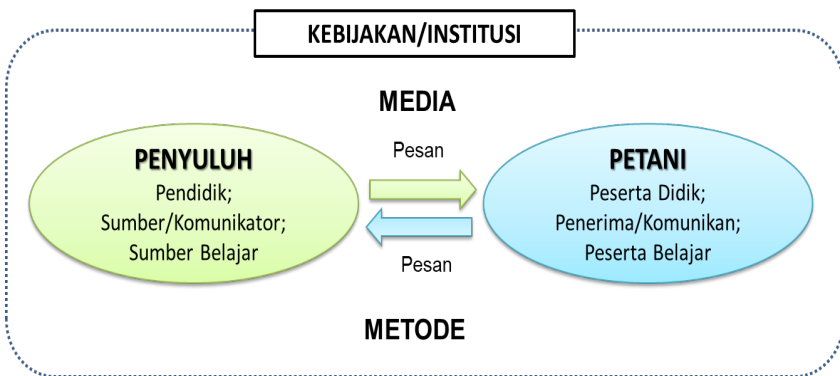 KEBIJAKAN/INSTITUSI
MEDIA
PENYULUH
Pendidik;
Sumber/Komunikator;
Sumber Belajar
Pesan
Pesan
PETANI
Peserta Didik;
Penerima/Komunikan;
Peserta Belajar
METODE